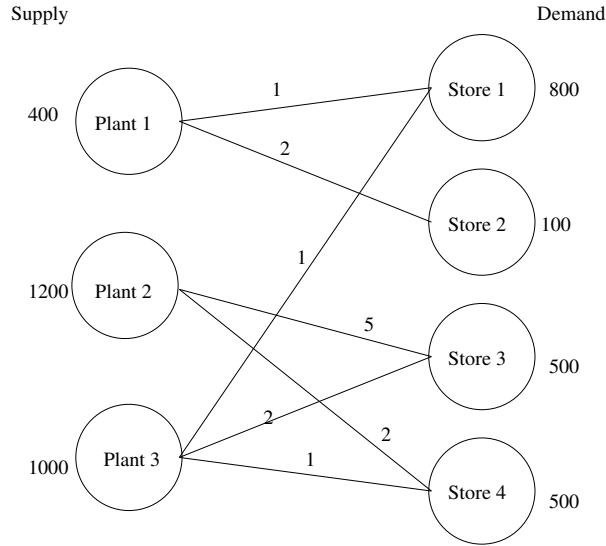 Supply
Demand
1
Store 1
800
400
Plant 1
2
Store 2
100
1
1200
Plant 2
5
Store 3
500
2
2
1000
Plant 3
1
Store 4
500